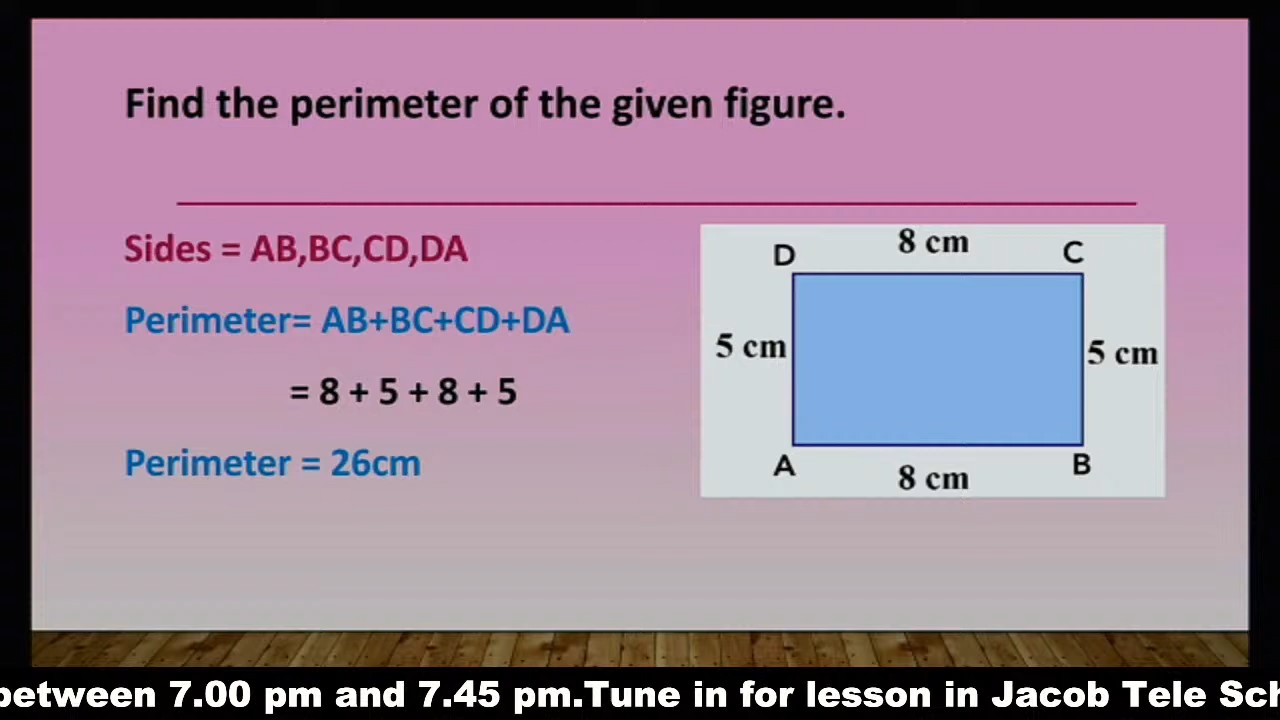 Find the perimeter of the given figure.
Sides = AB,BC,CD,DA
Perimeter= AB+BC+CD+DA
= 8 + 5 + 8 + 5
Perimeter = 26cm
8 cm
D
C
5 cm
5 cm
A
B
8 cm
between 7.00 pm and 7.45 pm.Tune in for lesson in Jacob Tele Sch